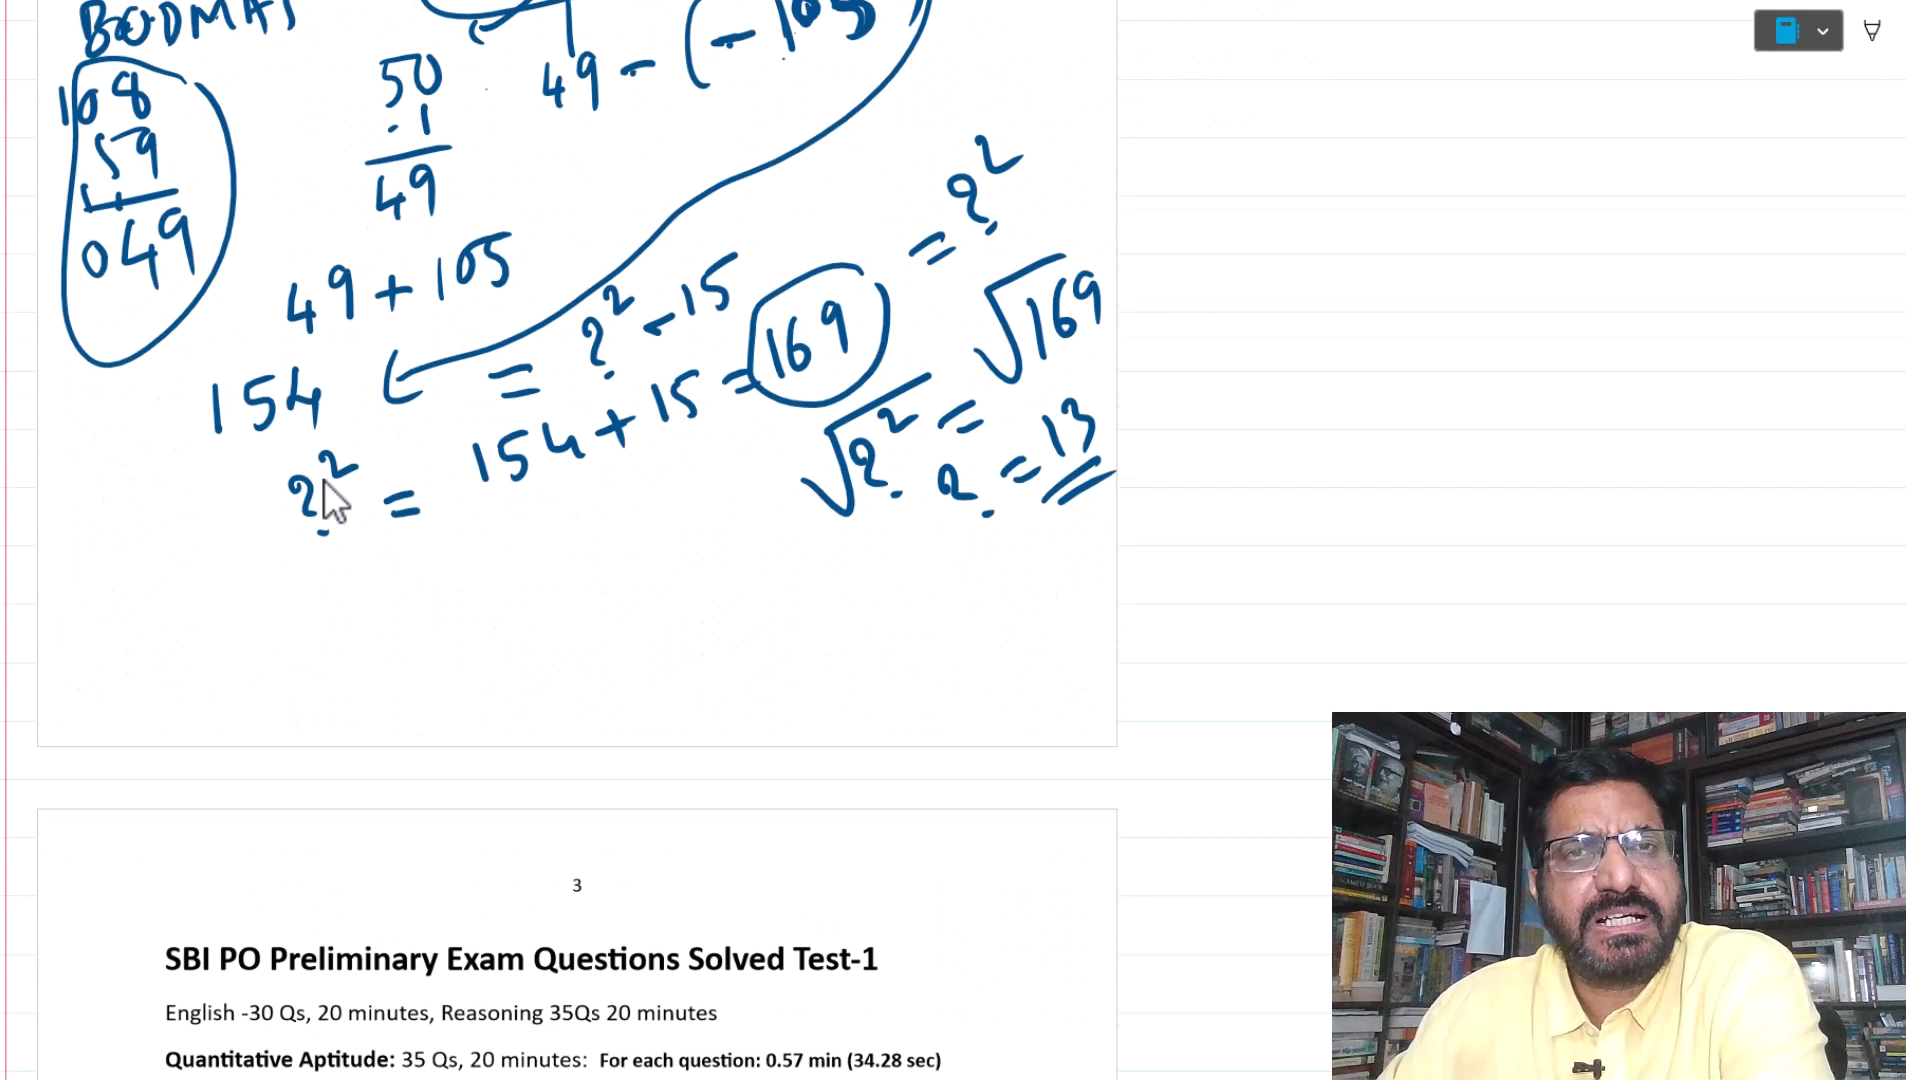 BODMAS
108
59
049
50
- 1
49
49 - (- 105
49 + 105
154 = ?² - 15
?² = 154 + 15 = 169 = ?²
√?² = √169
? = 13
3
SBI PO Preliminary Exam Questions Solved Test-1
English -30 Qs, 20 minutes, Reasoning 35Qs 20 minutes
Quantitative Aptitude: 35 Qs, 20 minutes: For each question: 0.57 min (34.28 sec)